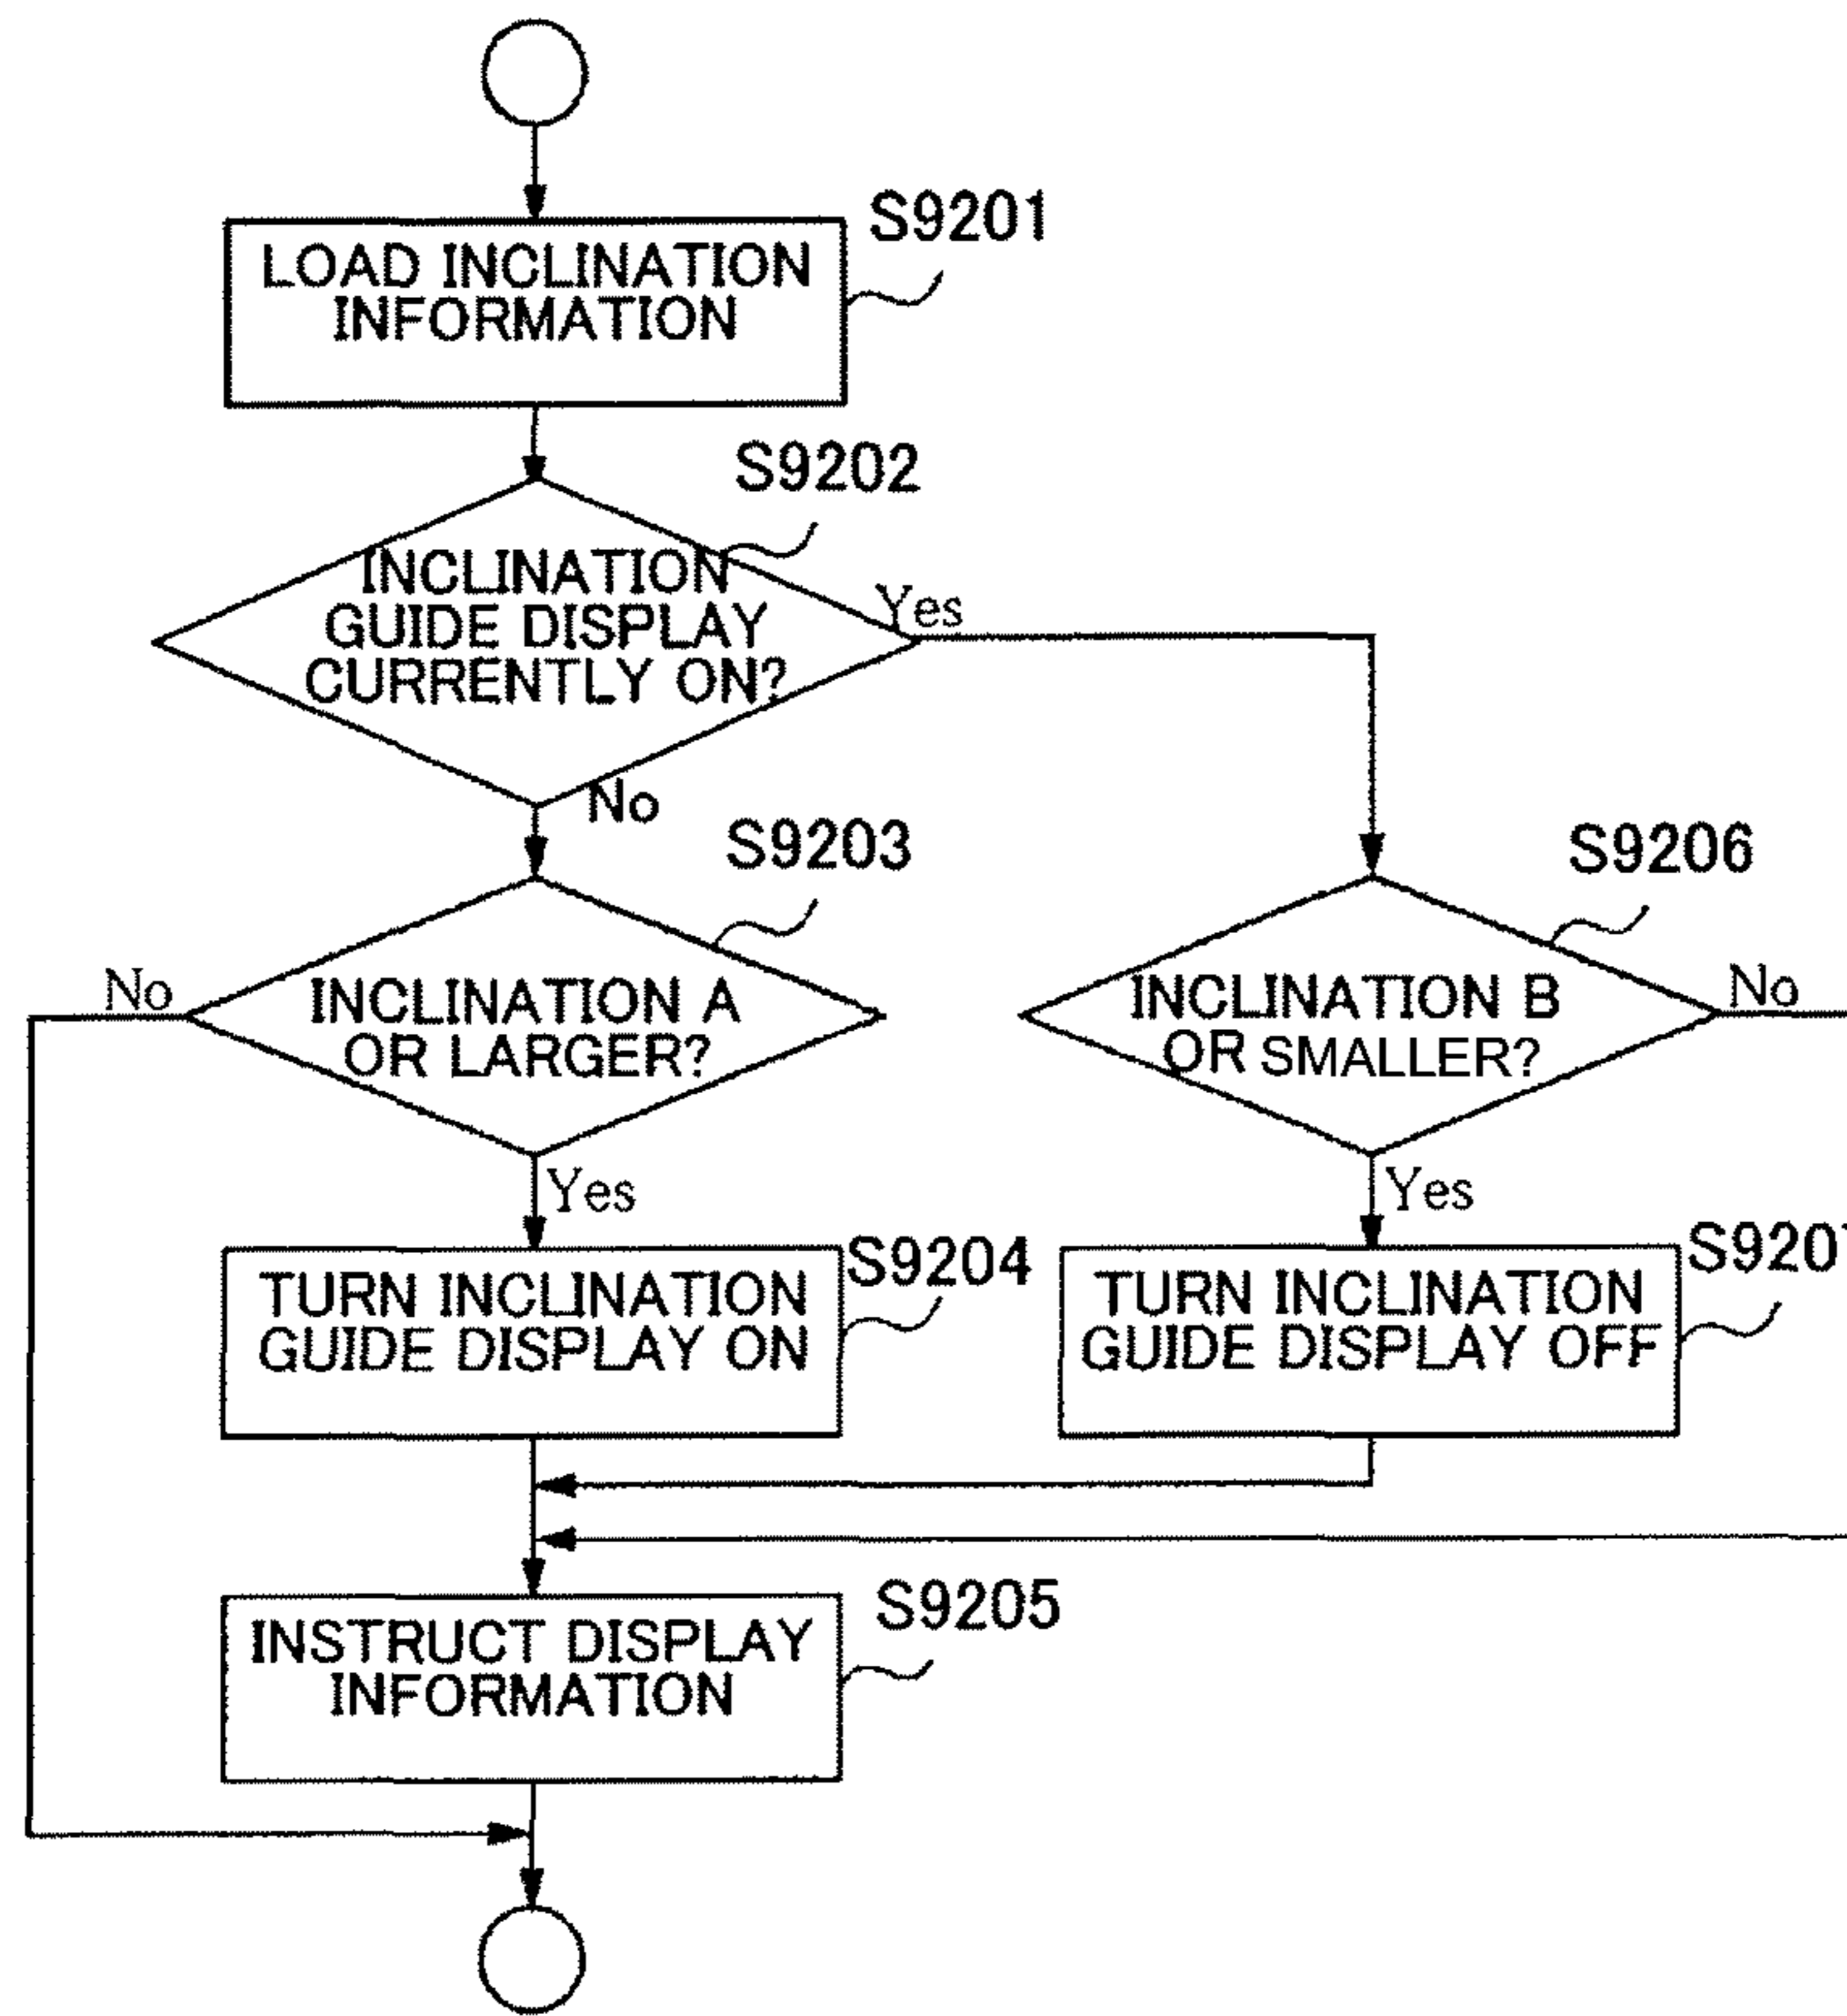 S9201
LOAD INCLINATION
INFORMATION
S9202
INCLINATION
GUIDE DISPLAY
CURRENTLY ON?
Yes
No
S9203
No
INCLINATION A
OR LARGER?
Yes
S9206
INCLINATION B
OR SMALLER?
No
Yes
S9204
TURN INCLINATION
GUIDE DISPLAY ON
S9207
TURN INCLINATION
GUIDE DISPLAY OFF
S9205
INSTRUCT DISPLAY
INFORMATION